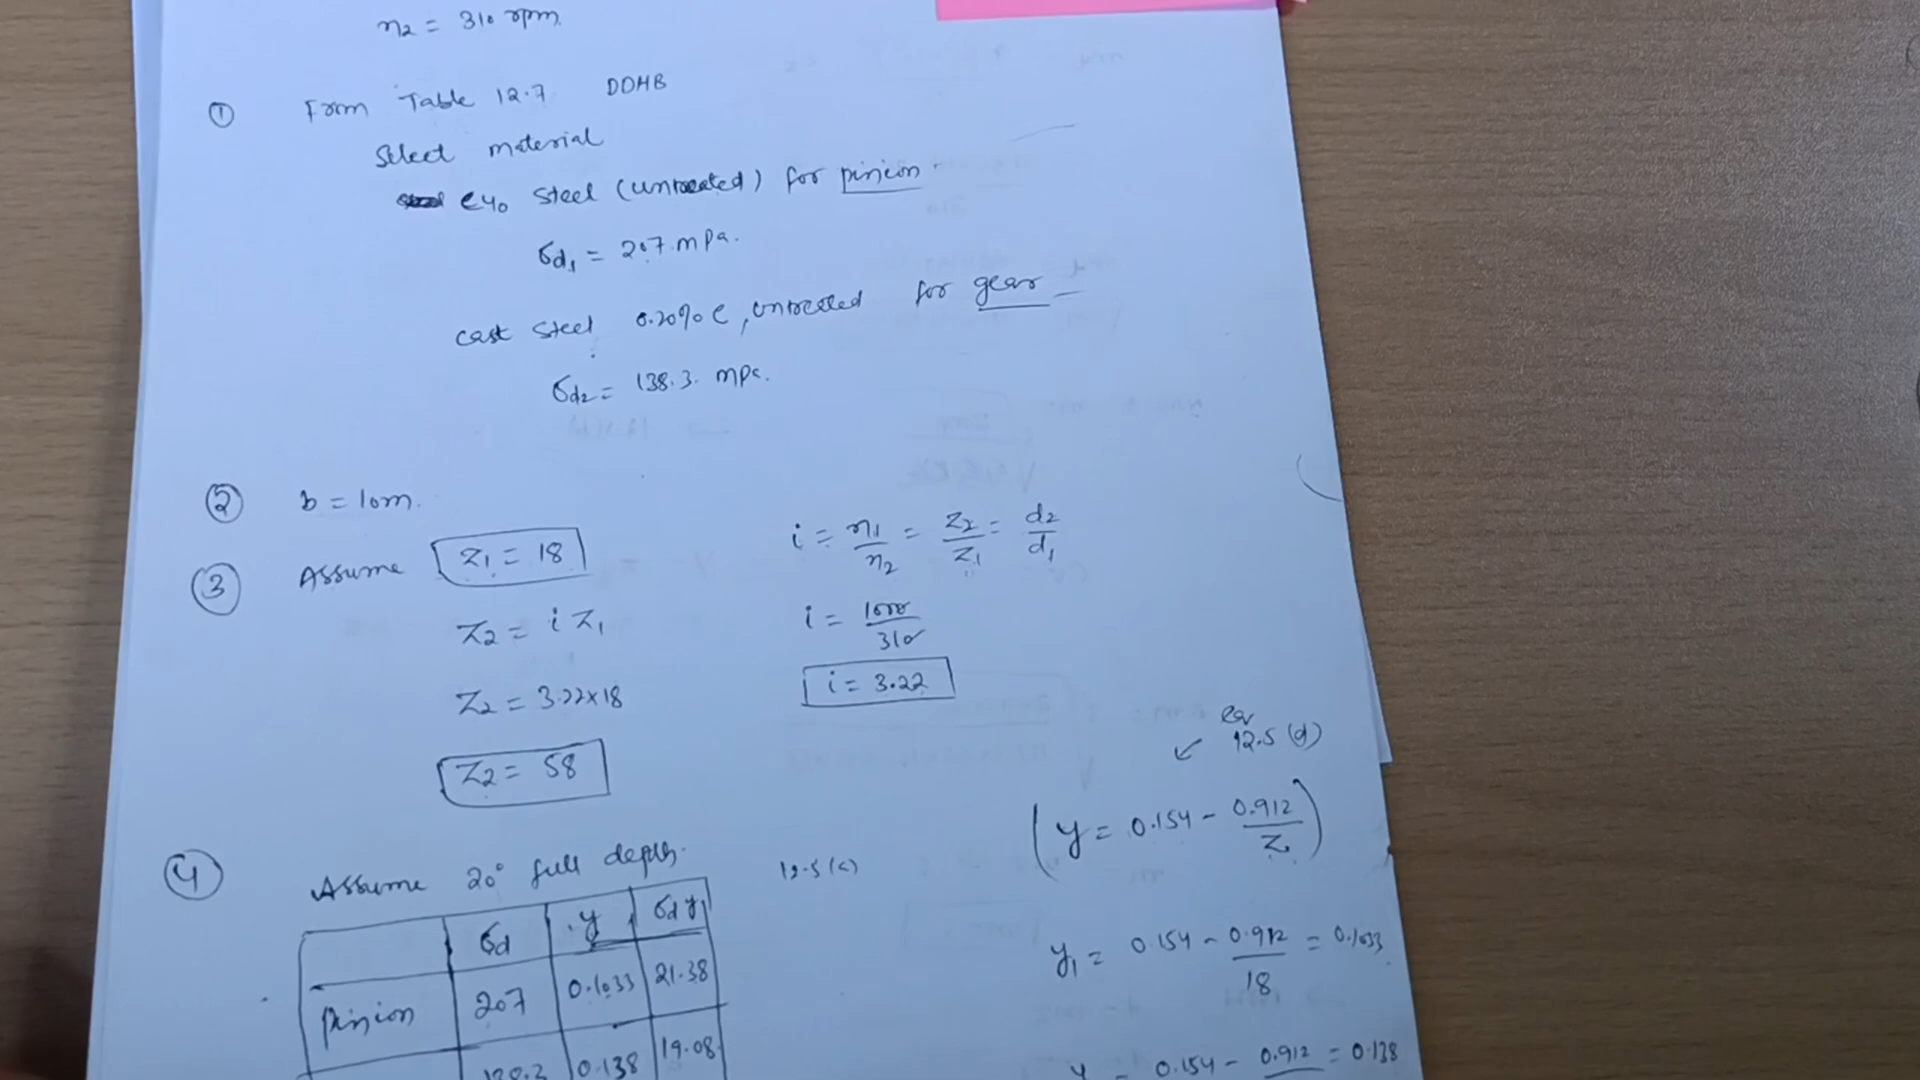 n2 = 310 rpm
① From Table 12.7 DDHB
Select material
C40 steel (untreated) for pinion
σd1 = 207 mpa.
cast steel 0.20% C, untreated for gear
σd2 = 138.3 mpa.
② b = 10m.
③ Assume z1 = 18
i = n1/n2 = z2/z1 = d2/d1
z2 = i z1
i = 1000/310
z2 = 3.22×18
i = 3.22
z2 = 58
12.5 (d)
④ Assume 20° full depth.
12.5 (c)
(y = 0.154 - 0.912/z)
σd y σd y
pinion 207 0.1033 21.38
y1 = 0.154 - 0.912/18 = 0.1033
138.3 0.138 19.08
y = 0.154 - 0.912 = 0.138